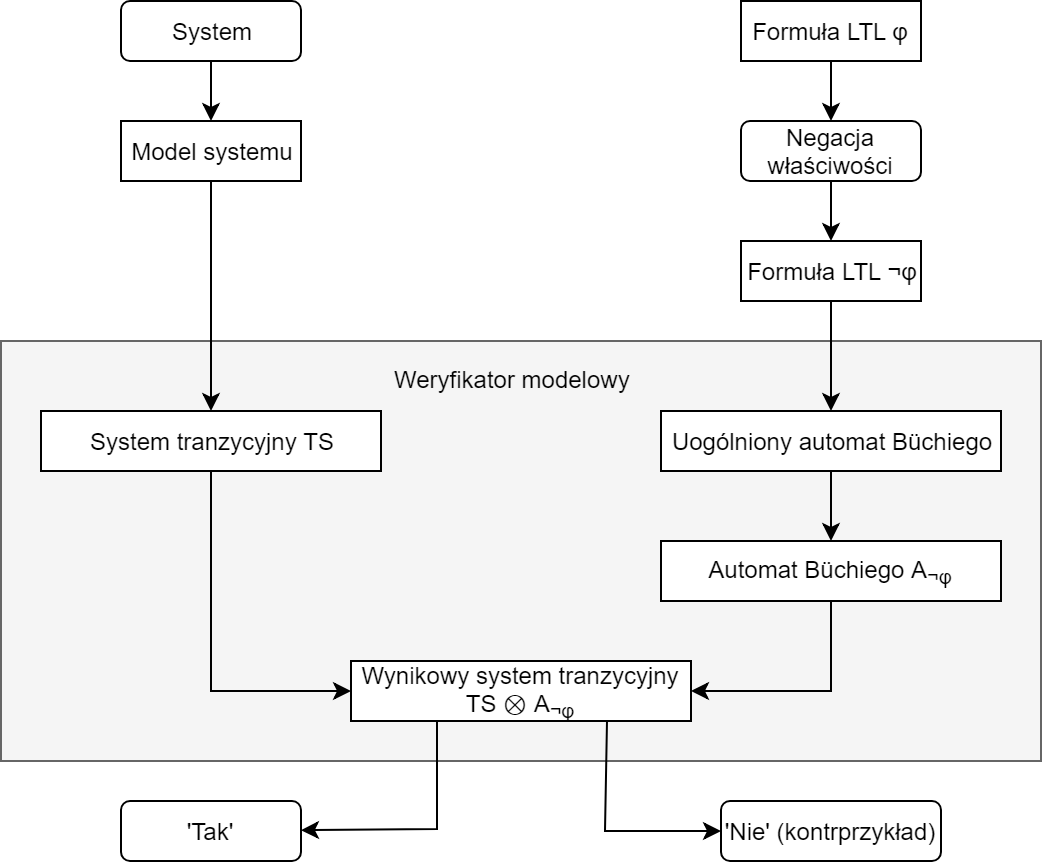 System
Formuła LTL φ
Model systemu
Negacja
właściwości
Formuła LTL ¬φ
Weryfikator modelowy
System tranzycyjny TS
Uogólniony automat Büchiego
Automat Büchiego A¬φ
Wynikowy system tranzycyjny
TS ⊗ A¬φ
'Tak'
'Nie' (kontrprzykład)